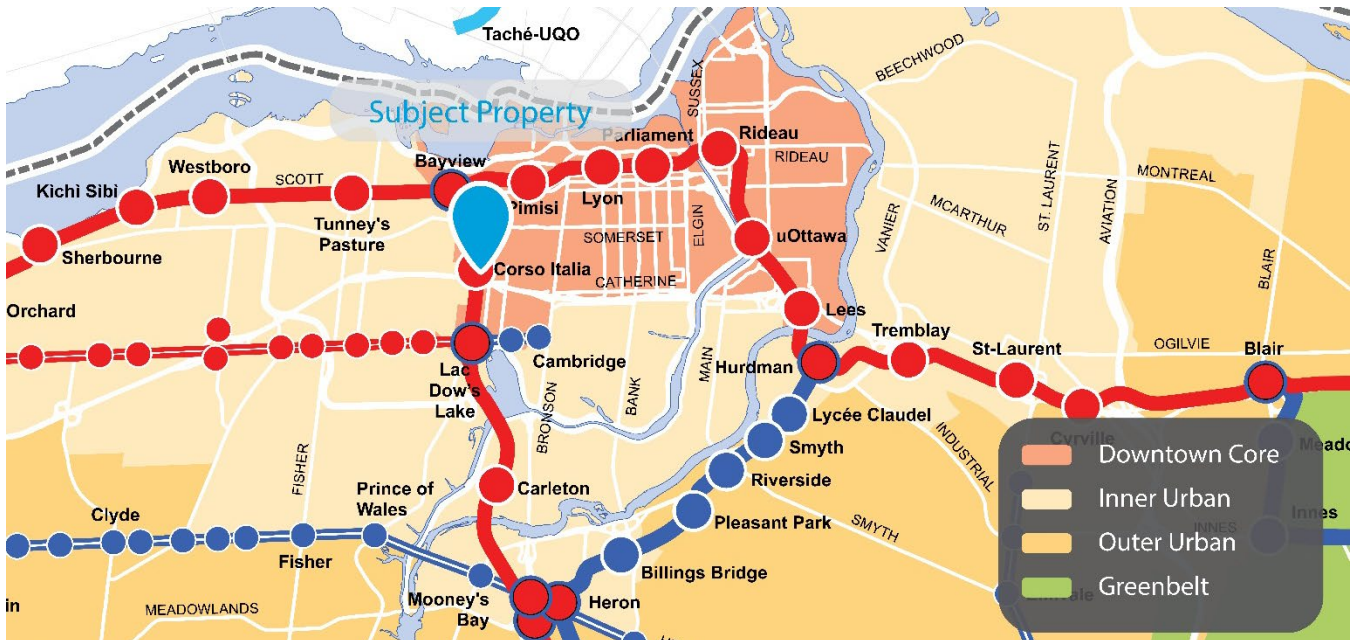 Taché-UQO
Subject Property
SUSSEX
BEECHWOOD
Parliament
Rideau
RIDEAU
Bayview
Westboro
SCOTT
Kìchì Sìbì
Tunney's
Pasture
Pimisi
Lyon
ELGIN
SOMERSET
uOttawa
VANIER
MCARTHUR
ST. LAURENT
AVIATION
MONTREAL
BLAIR
Sherbourne
Corso Italia
CATHERINE
Orchard
Lees
Tremblay
St-Laurent
OGILVIE
Blair
Cambridge
Lac
Dow's
Lake
BRONSON
BANK
MAIN
Hurdman
Lycée Claudel
Smyth
Riverside
INDUSTRIAL
Cyrville
FISHER
Prince of
Wales
Carleton
Pleasant Park
SMYTH
Clyde
Fisher
Billings Bridge
INNES
Innes
MEADOWLANDS
Mooney's
Bay
Heron
Downtown Core
Inner Urban
Outer Urban
Greenbelt